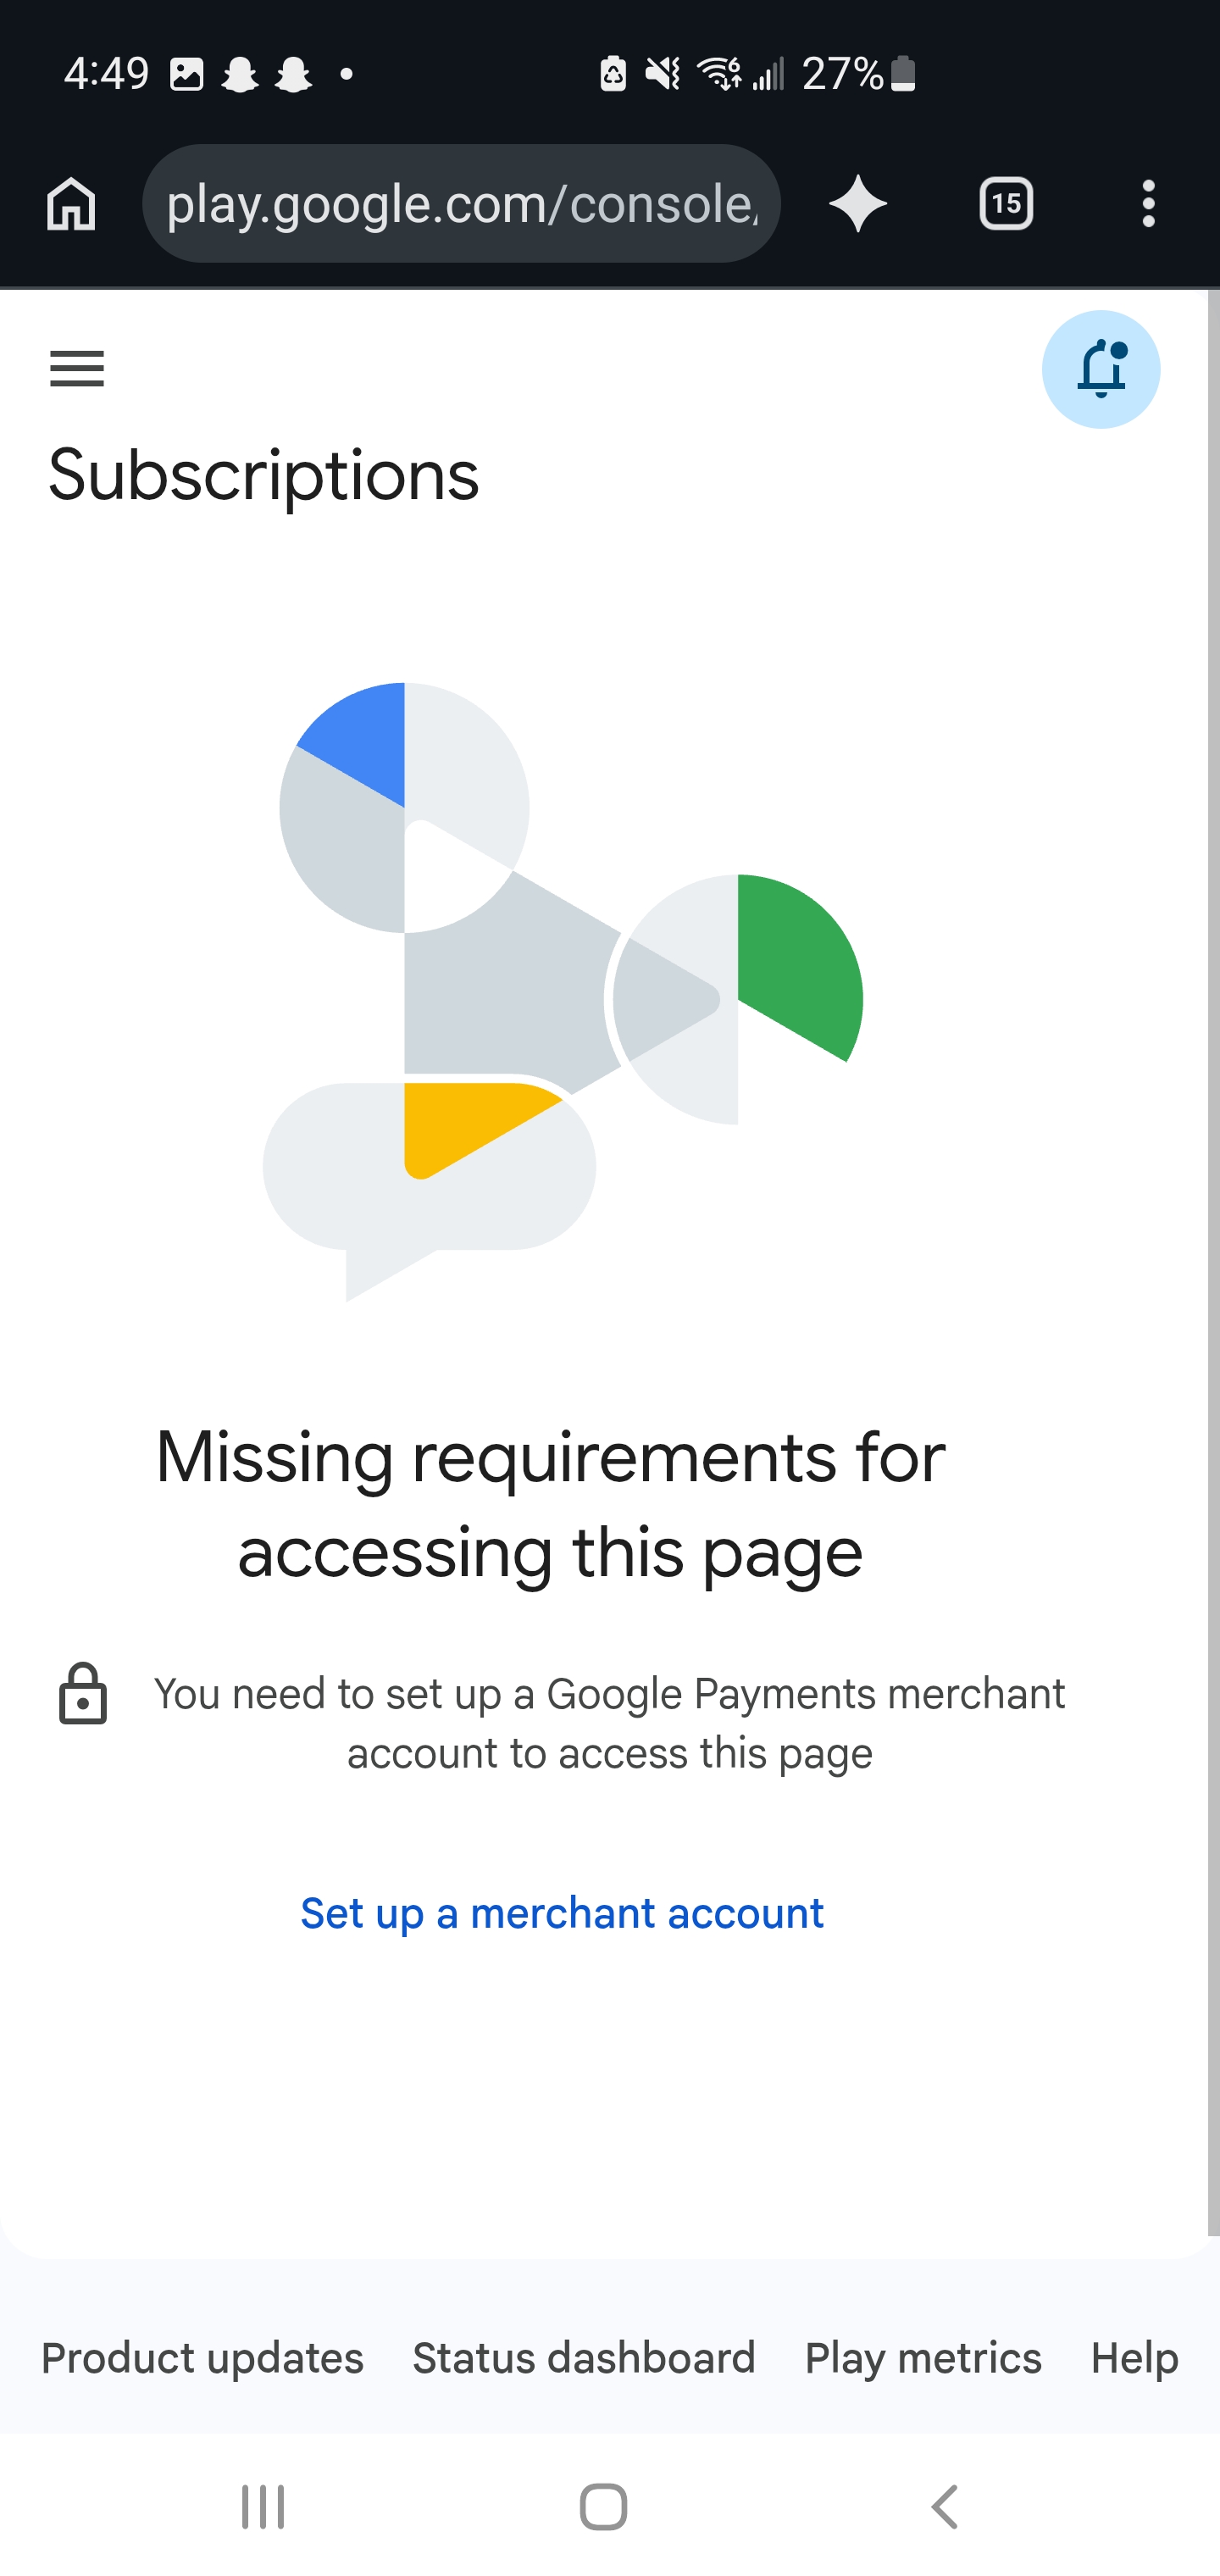 4:49
6
27%
play.google.com/console
15
Subscriptions
Missing requirements for
accessing this page
You need to set up a Google Payments merchant
account to access this page
Set up a merchant account
Product updates Status dashboard Play metrics Help